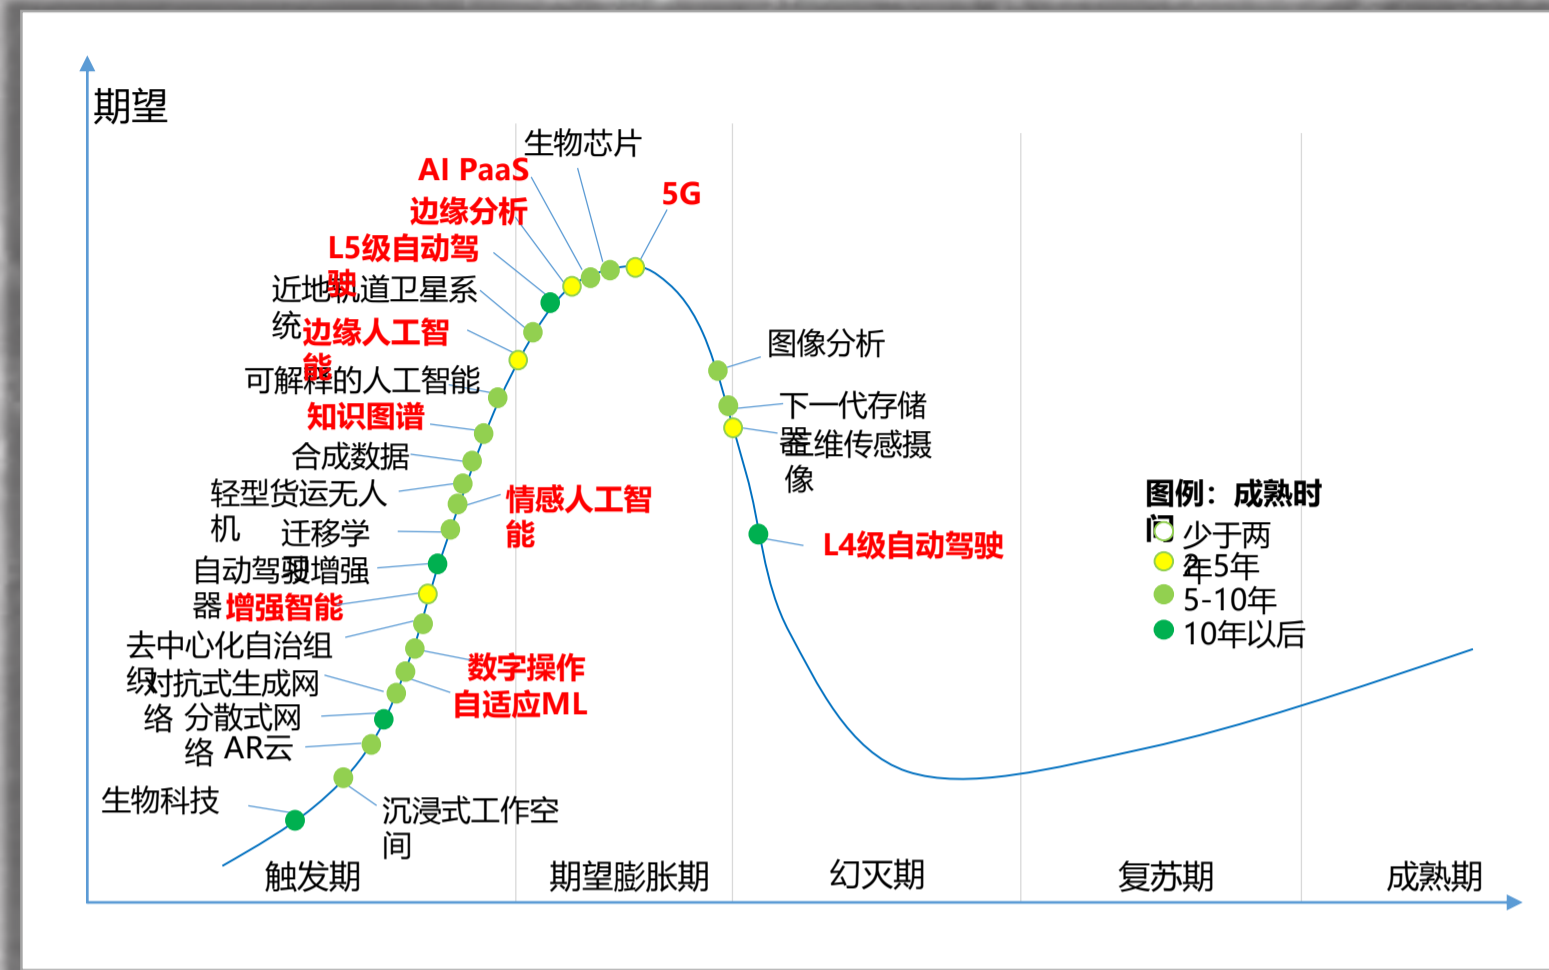 期望
生物芯片
AI PaaS
5G
边缘分析
L5级自动驾
驶
近地轨道卫星系
统
边缘人工智
能
可解释的人工智能
知识图谱
合成数据
轻型货运无人
机
情感人工智
能
迁移学
习
自动驾驶增强
器
增强智能
去中心化自治组
织
数字操作
对抗式生成网
络
自适应ML
分散式网
络
AR云
生物科技
沉浸式工作空
间
图像分析
下一代存储
器
三维传感摄
像
L4级自动驾驶
图例：成熟时
间
少于两
年
2-5年
5-10年
10年以后
触发期
期望膨胀期
幻灭期
复苏期
成熟期